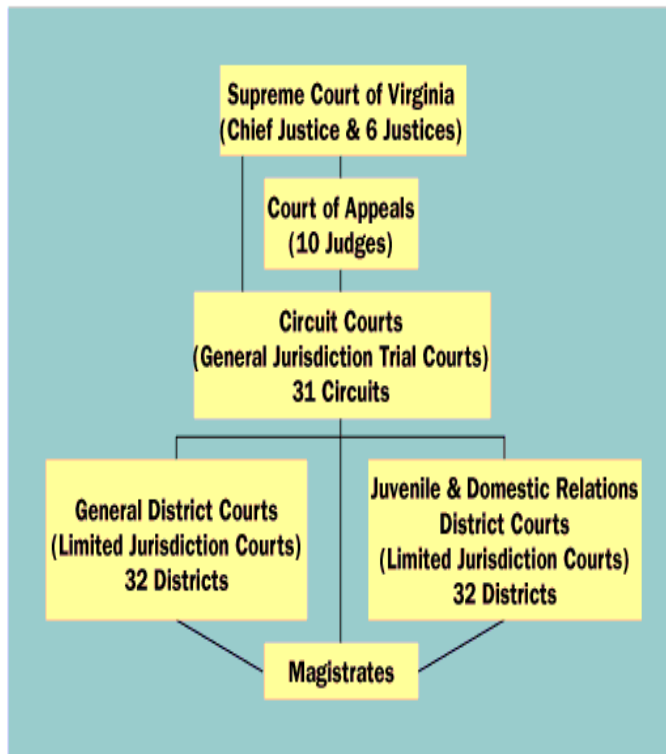 Supreme Court of Virginia
(Chief Justice & 6 Justices)
Court of Appeals
(10 Judges)
Circuit Courts
(General Jurisdiction Trial Courts)
31 Circuits
General District Courts
(Limited Jurisdiction Courts)
32 Districts
Juvenile & Domestic Relations
District Courts
(Limited Jurisdiction Courts)
32 Districts
Magistrates